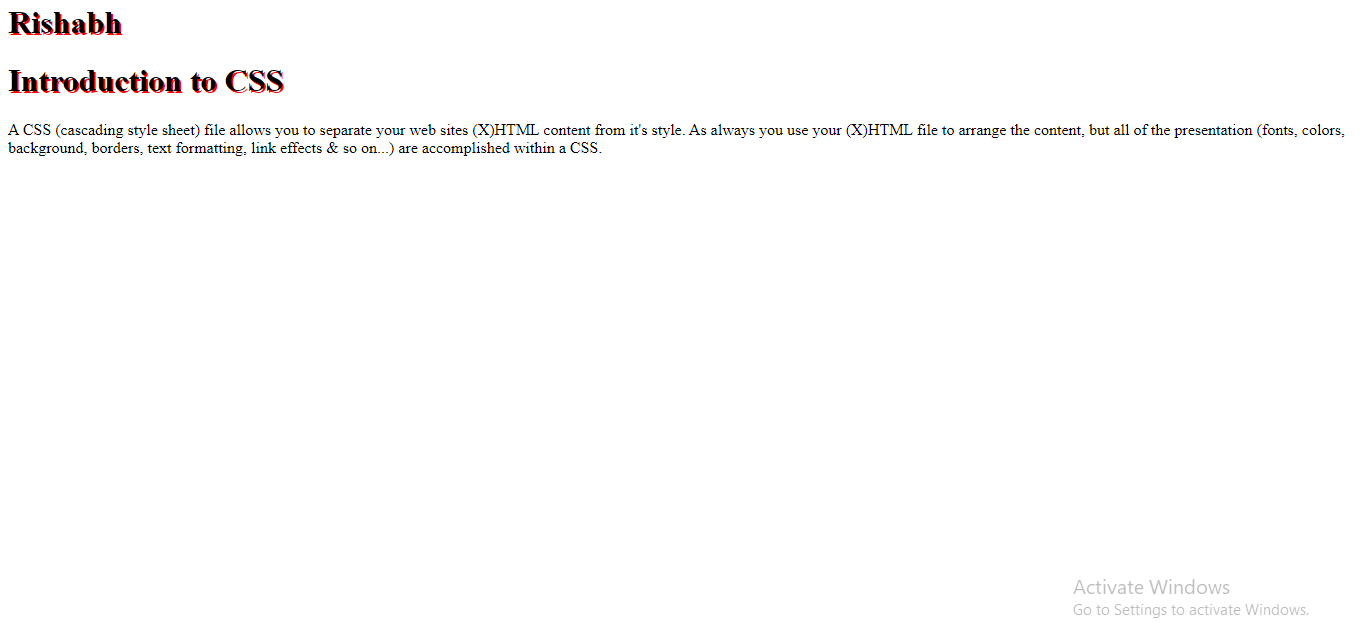 Rishabh
Introduction to CSS
A CSS (cascading style sheet) file allows you to separate your web sites (X)HTML content from it's style. As always you use your (X)HTML file to arrange the content, but all of the presentation (fonts, colors,
background, borders, text formatting, link effects & so on...) are accomplished within a CSS.
Activate Windows
Go to Settings to activate Windows.